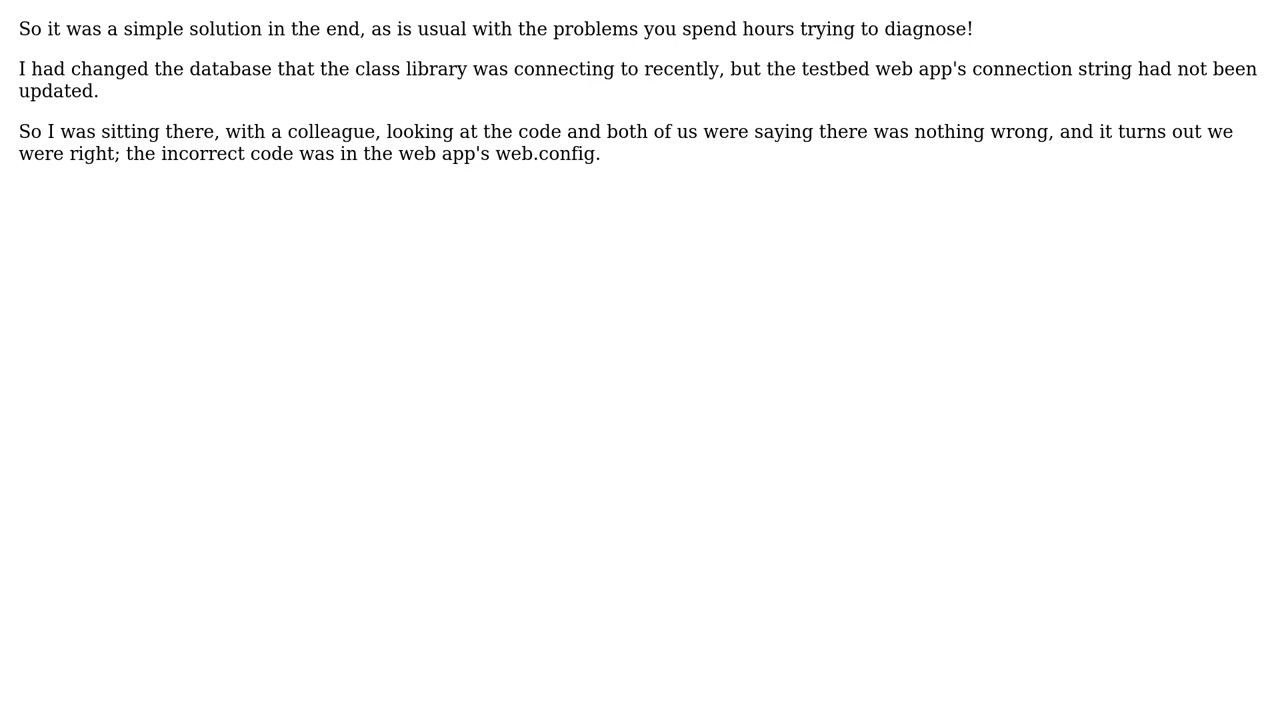 So it was a simple solution in the end, as is usual with the problems you spend hours trying to diagnose!
I had changed the database that the class library was connecting to recently, but the testbed web app's connection string had not been
updated.
So I was sitting there, with a colleague, looking at the code and both of us were saying there was nothing wrong, and it turns out we
were right; the incorrect code was in the web app's web.config.